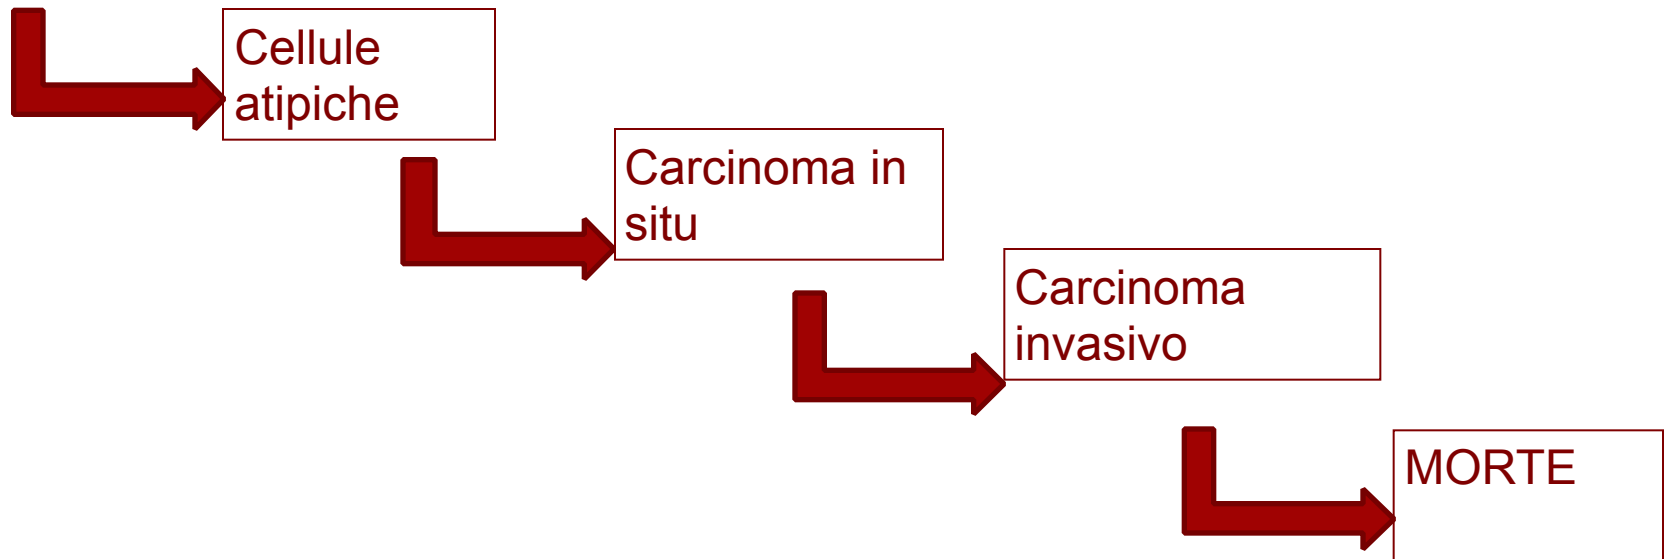 Cellule
atipiche
Carcinoma in
situ
Carcinoma
invasivo
MORTE